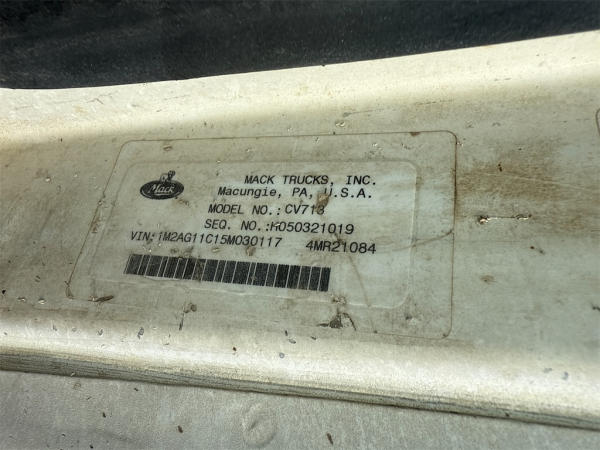 Mack
MACK TRUCKS, INC.
Macungie, PA, U.S.A.
MODEL NO.: CV713
SEQ. NO.: K050321019
VIN: 1M2AG11C15M030117 4MR21084